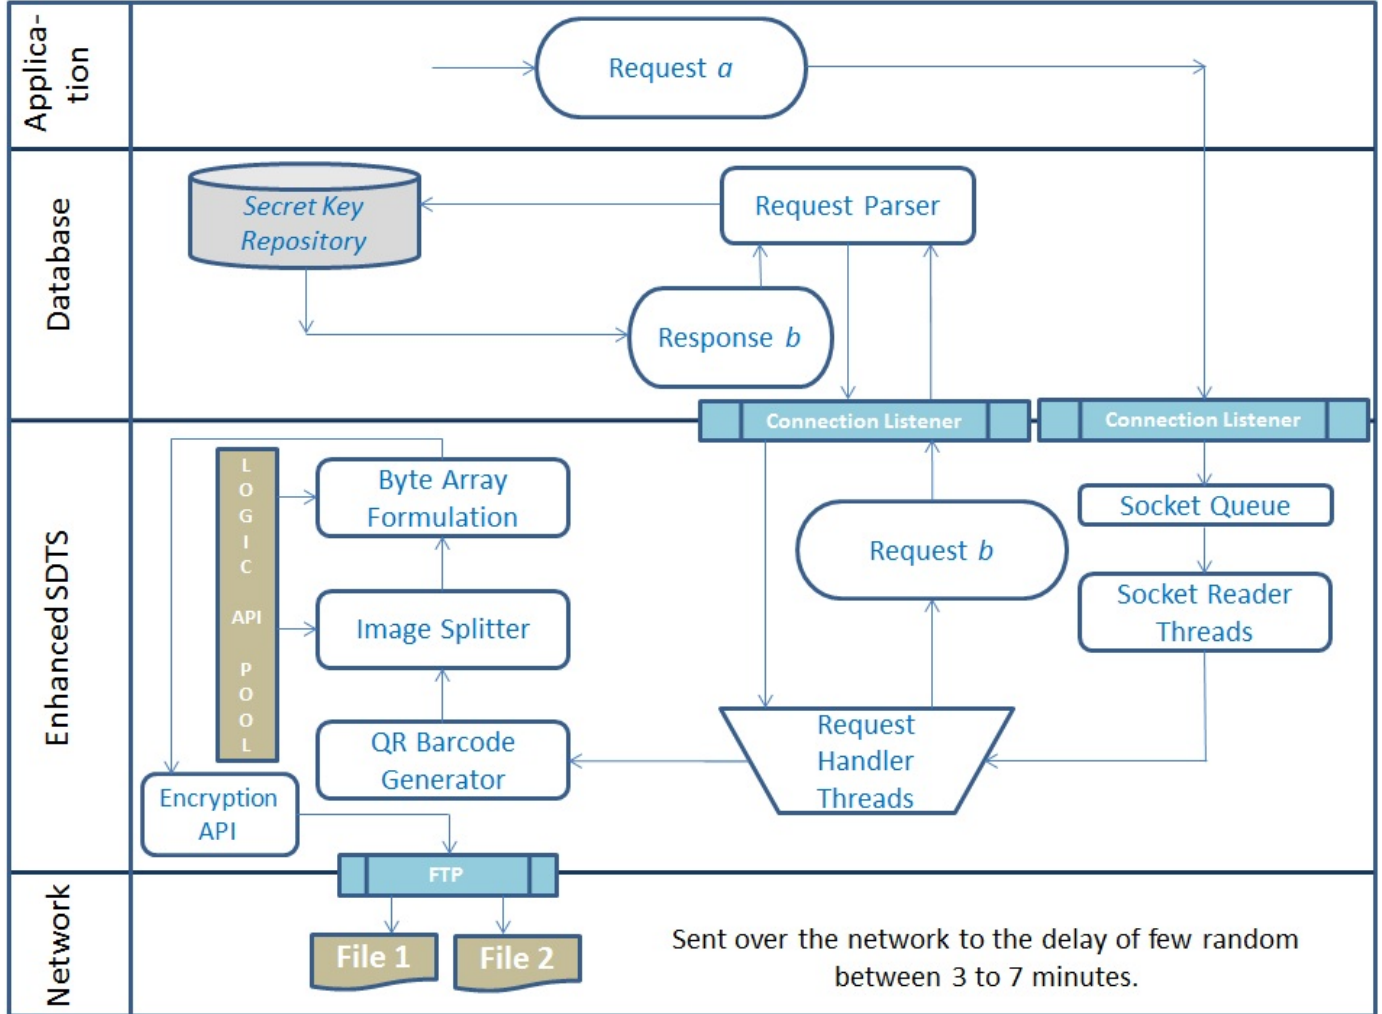 Applica-
tion
Request a
Database
Secret Key
Repository
Request Parser
Response b
Connection Listener
Connection Listener
Enhanced SDTS
LOGIC API POOL
Byte Array
Formulation
Image Splitter
QR Barcode
Generator
Encryption
API
Request b
Request
Handler
Threads
Socket Queue
Socket Reader
Threads
FTP
Network
File 1
File 2
Sent over the network to the delay of few random
between 3 to 7 minutes.